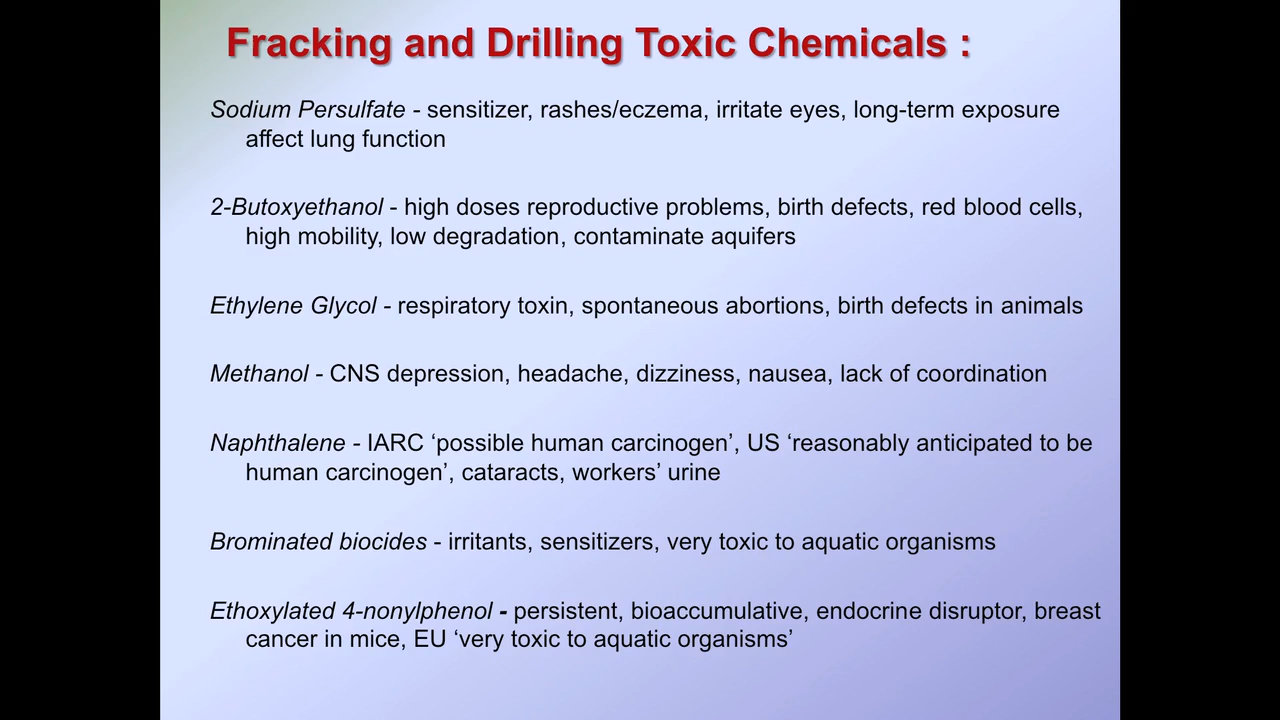 Fracking and Drilling Toxic Chemicals :
Sodium Persulfate - sensitizer, rashes/eczema, irritate eyes, long-term exposure
affect lung function
2-Butoxyethanol - high doses reproductive problems, birth defects, red blood cells,
high mobility, low degradation, contaminate aquifers
Ethylene Glycol - respiratory toxin, spontaneous abortions, birth defects in animals
Methanol - CNS depression, headache, dizziness, nausea, lack of coordination
Naphthalene - IARC ‘possible human carcinogen’, US ‘reasonably anticipated to be
human carcinogen’, cataracts, workers’ urine
Brominated biocides - irritants, sensitizers, very toxic to aquatic organisms
Ethoxylated 4-nonylphenol - persistent, bioaccumulative, endocrine disruptor, breast
cancer in mice, EU ‘very toxic to aquatic organisms’